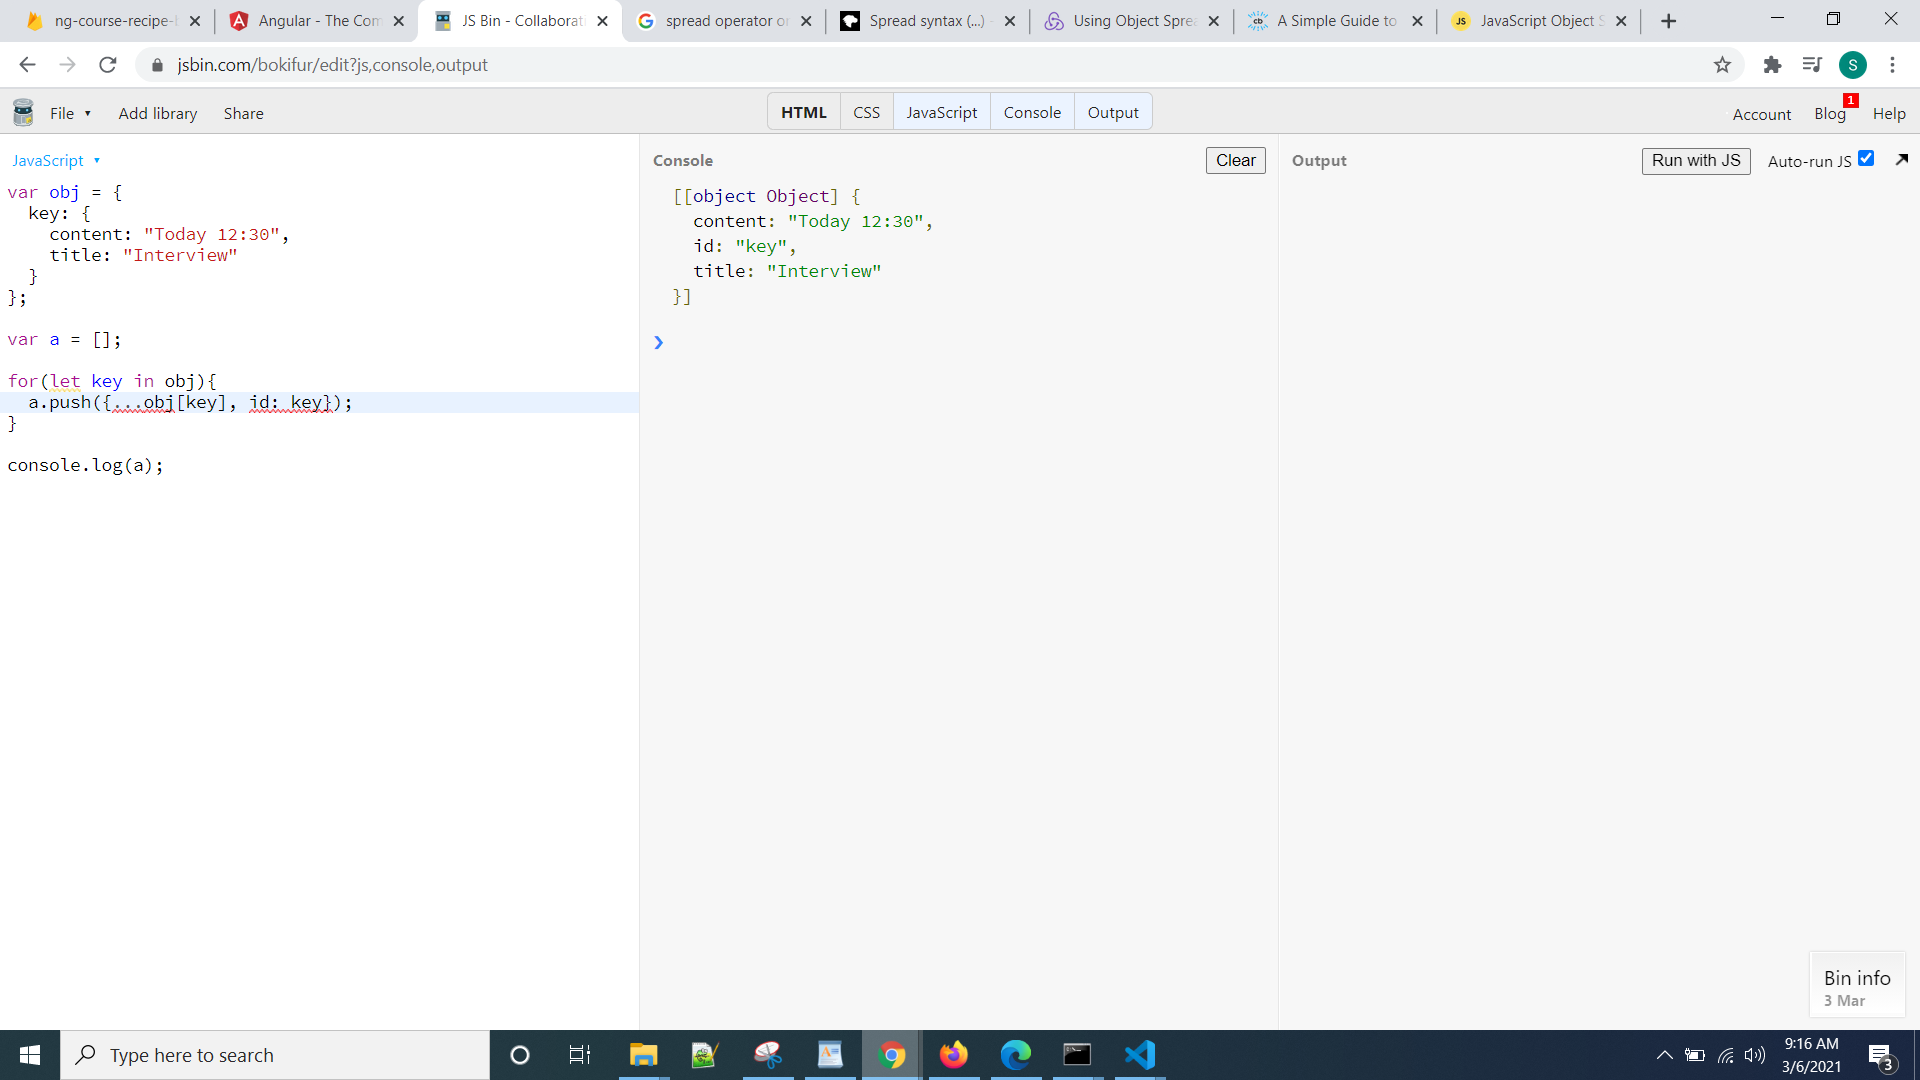 ng-course-recipe-b
Angular - The Com
JS Bin - Collaborati
spread operator or
Spread syntax (...) -
Using Object Sprea
A Simple Guide to
JavaScript Object S
jsbin.com/bokifur/edit?js,console,output
S
File
Add library
Share
HTML
CSS
JavaScript
Console
Output
Account
Blog
1
Help
JavaScript
var obj = {
key: {
content: "Today 12:30",
title: "Interview"
}
};
var a = [];
for(let key in obj){
a.push({...obj[key], id: key});
}
console.log(a);
Console
Clear
[[object Object] {
content: "Today 12:30",
id: "key",
title: "Interview"
}]
Output
Run with JS
Auto-run JS
Bin info
3 Mar
Type here to search
9:16 AM
3/6/2021
3